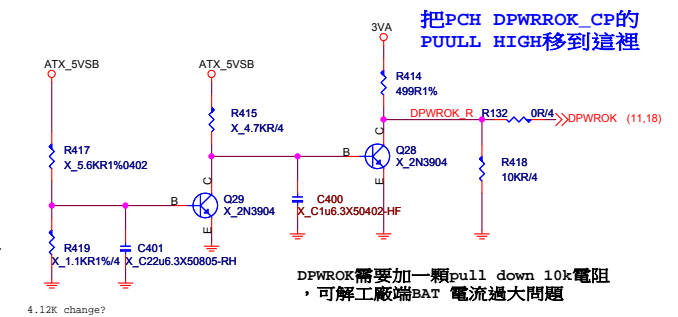 把PCH DPWRROK_CP的
PUULL HIGH移到這裡
3VA
ATX_5VSB
ATX_5VSB
R414
499R1%
R415
X_4.7KR/4
DPWROK_R
R132
0R/4
DPWROK (11,18)
R417
X_5.6KR1%0402
C
B
Q28
X_2N3904
E
R418
10KR/4
C
B
Q29
X_2N3904
E
C400
X_C1u6.3X50402-HF
R419
X_1.1KR1%/4
C401
X_C22u6.3X50805-RH
DPWROK需要加一顆pull down 10k電阻
，可解工廠端BAT 電流過大問題
4.12K change?